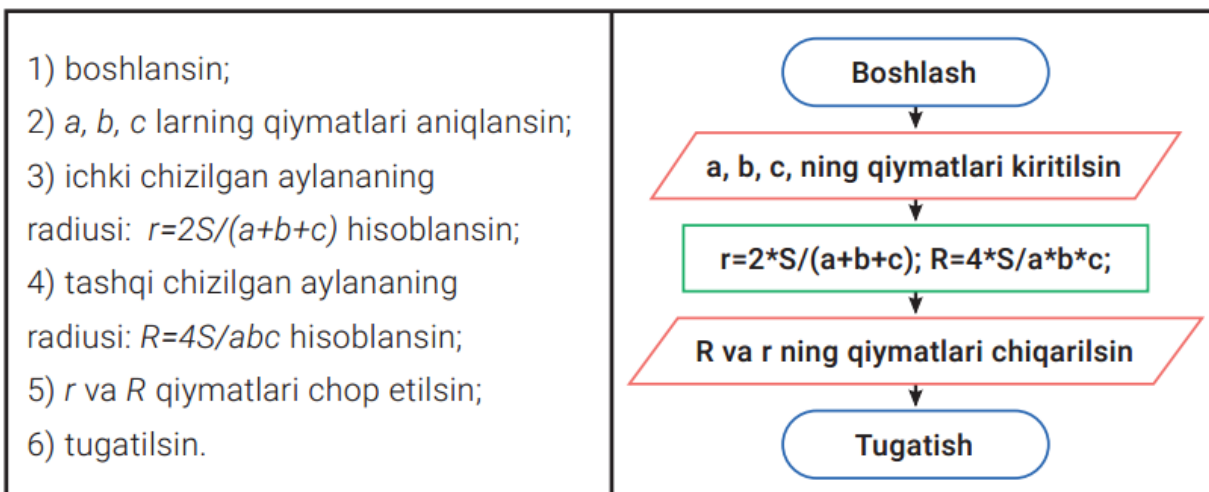 1) boshlansin;
2) a, b, c larning qiymatlari aniqlansin;
3) ichki chizilgan aylananing
radiusi: r=2S/(a+b+c) hisoblansin;
4) tashqi chizilgan aylananing
radiusi: R=4S/abc hisoblansin;
5) r va R qiymatlari chop etilsin;
6) tugatilsin.
Boshlash
a, b, c, ning qiymatlari kiritilsin
r=2*S/(a+b+c); R=4*S/a*b*c;
R va r ning qiymatlari chiqarilsin
Tugatish